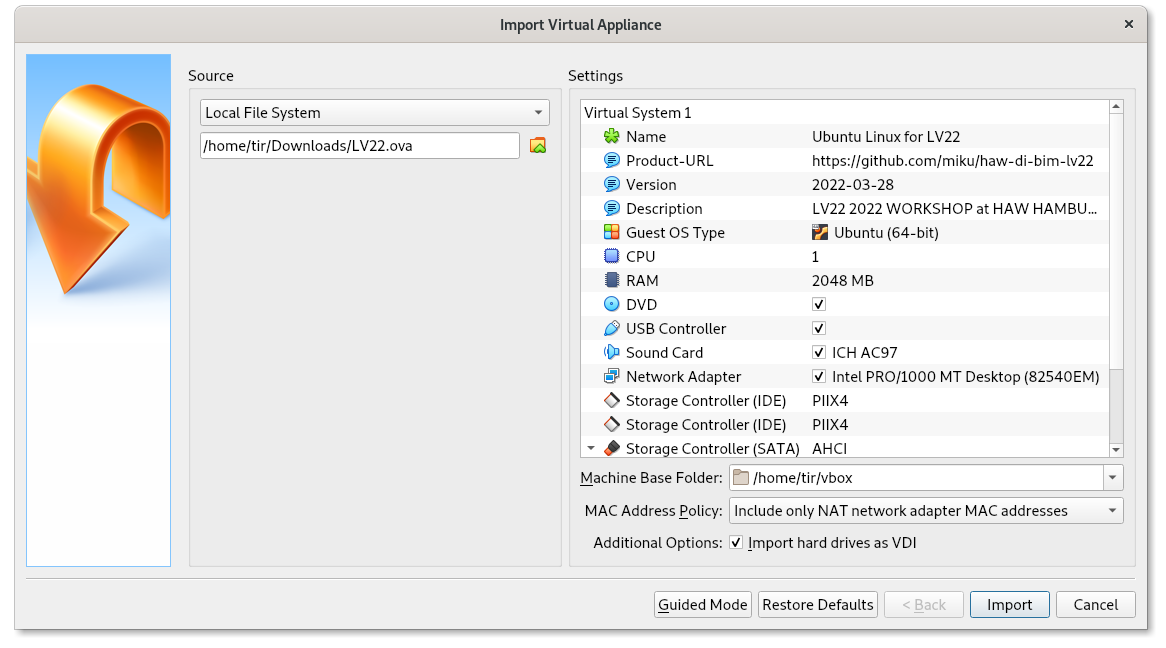 Import Virtual Appliance
Source
Local File System
/home/tir/Downloads/LV22.ova
Settings
Virtual System 1
Name Ubuntu Linux for LV22
Product-URL https://github.com/miku/haw-di-bim-lv22
Version 2022-03-28
Description LV22 2022 WORKSHOP at HAW HAMBU...
Guest OS Type Ubuntu (64-bit)
CPU 1
RAM 2048 MB
DVD
USB Controller
Sound Card ICH AC97
Network Adapter Intel PRO/1000 MT Desktop (82540EM)
Storage Controller (IDE) PIIX4
Storage Controller (IDE) PIIX4
Storage Controller (SATA) AHCI
Machine Base Folder: /home/tir/vbox
MAC Address Policy: Include only NAT network adapter MAC addresses
Additional Options: Import hard drives as VDI
Guided Mode Restore Defaults < Back Import Cancel